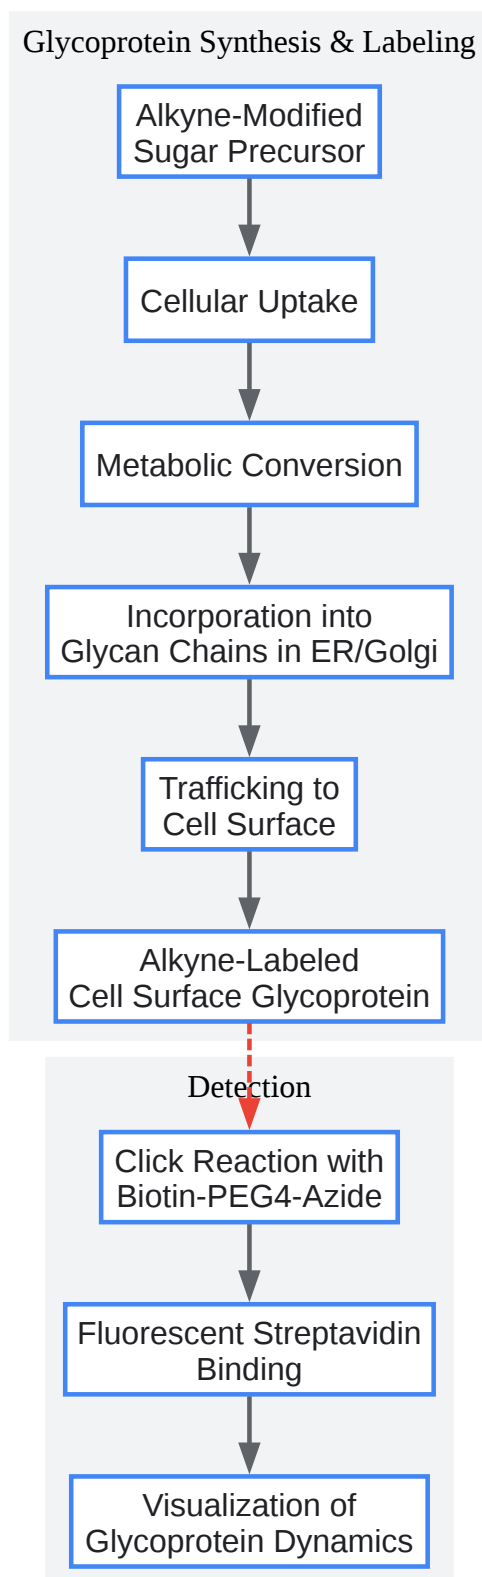 Glycoprotein Synthesis & Labeling
Alkyne-Modified
Sugar Precursor
Cellular Uptake
Metabolic Conversion
Incorporation into
Glycan Chains in ER/Golgi
Trafficking to
Cell Surface
Alkyne-Labeled
Cell Surface Glycoprotein
Detection
Click Reaction with
Biotin-PEG4-Azide
Fluorescent Streptavidin
Binding
Visualization of
Glycoprotein Dynamics